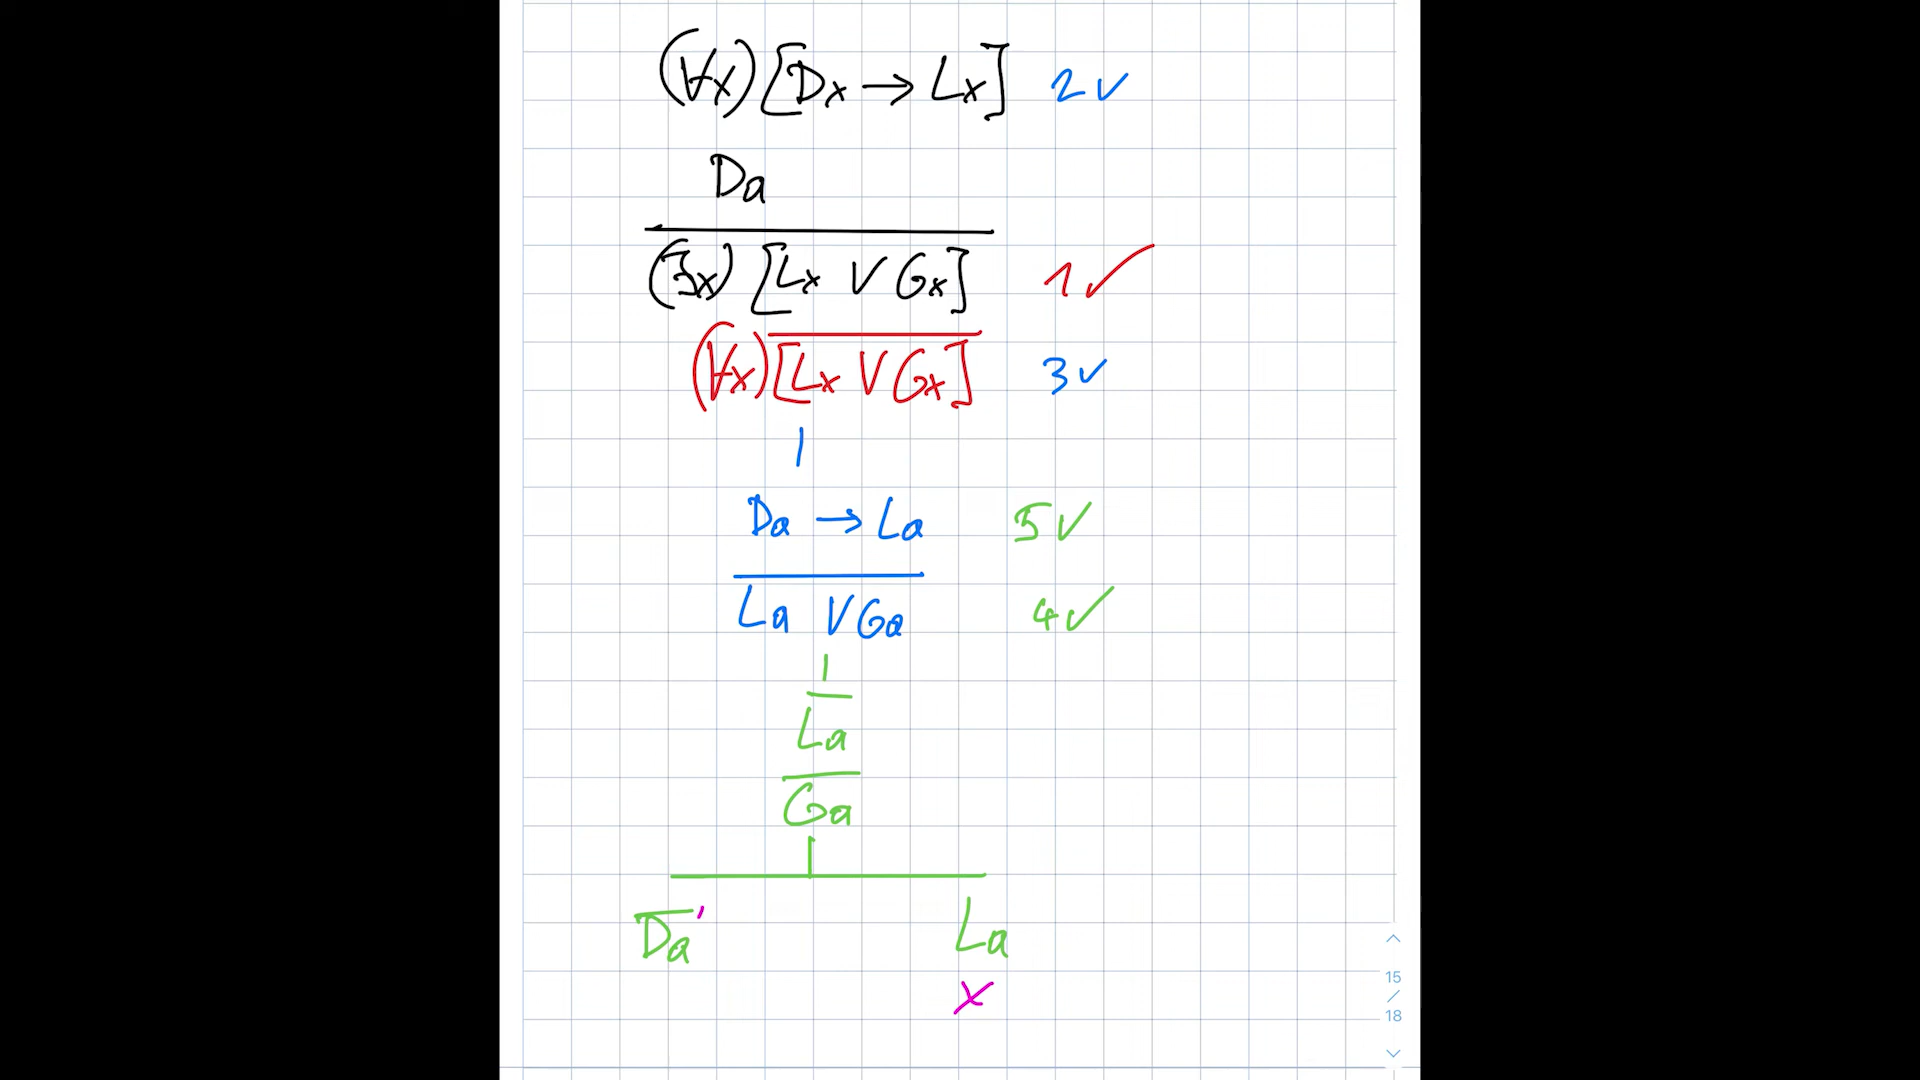 (∀x)[Dx → Lx] 2✓
Da
(∃x)[Lx ∨ Gx] 1✓
(∀x)[Lx ∨ Gx] 3✓
Da → La 5✓
La ∨ Ga 4✓
La
Ga
Da' La
x
15
/
18